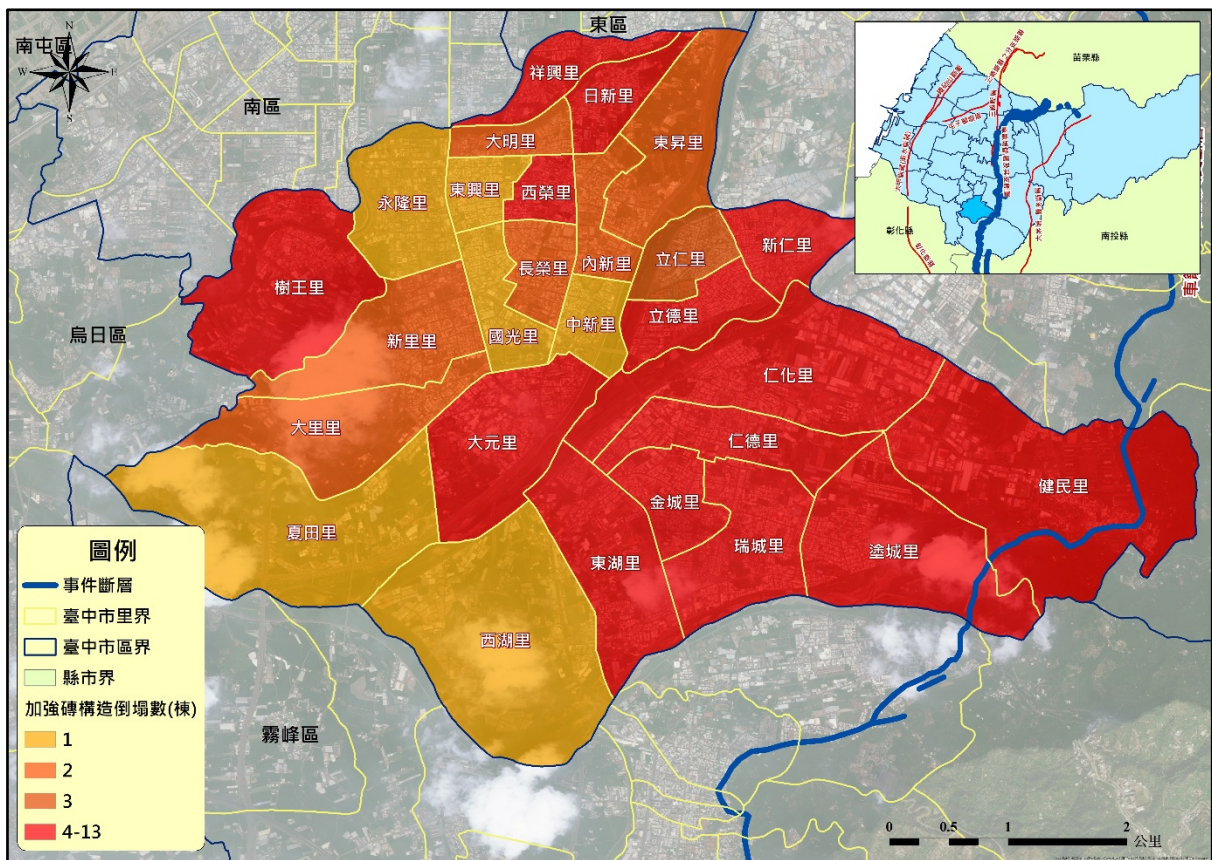 南屯區
N
W
E
S
東區
南區
烏日區
霧峰區
祥興里
日新里
大明里
東昇里
永隆里
東興里
西榮里
樹王里
長榮里
內新里
立仁里
新仁里
新里里
國光里
中新里
立德里
仁化里
大里里
大元里
仁德里
健民里
金城里
夏田里
東湖里
瑞城里
塗城里
西湖里
苗栗縣
彰化縣
南投縣
圖例
事件斷層
臺中市里界
臺中市區界
縣市界
加強磚構造倒塌數(棟)
1
2
3
4-13
0 0.5 1 2
公里